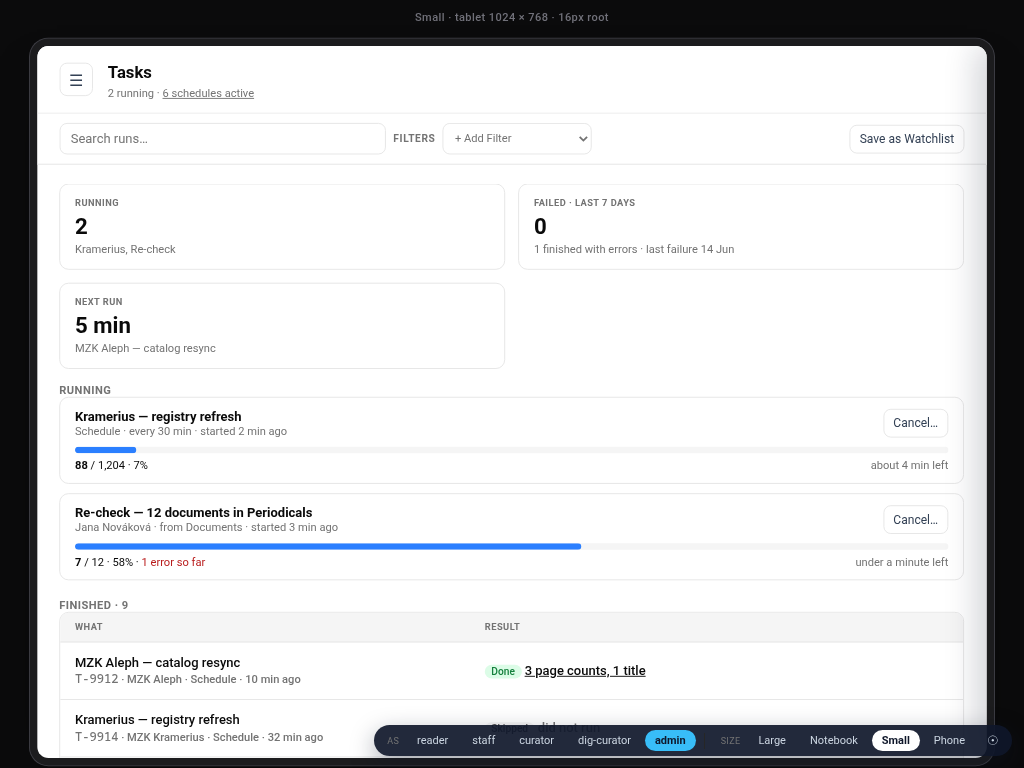 Small · tablet 1024 × 768 · 16px root
Tasks
2 running · 6 schedules active
Search runs…
FILTERS
+ Add Filter
Save as Watchlist
RUNNING
2
Kramerius, Re-check
FAILED · LAST 7 DAYS
0
1 finished with errors · last failure 14 Jun
NEXT RUN
5 min
MZK Aleph — catalog resync
RUNNING
Kramerius — registry refresh
Schedule · every 30 min · started 2 min ago
Cancel…
88 / 1,204 · 7%
about 4 min left
Re-check — 12 documents in Periodicals
Jana Nováková · from Documents · started 3 min ago
Cancel…
7 / 12 · 58% · 1 error so far
under a minute left
FINISHED · 9
WHAT
RESULT
MZK Aleph — catalog resync
T-9912 · MZK Aleph · Schedule · 10 min ago
Done 3 page counts, 1 title
Kramerius — registry refresh
T-9914 · MZK Kramerius · Schedule · 32 min ago
Skipped did not run
AS reader staff curator dig-curator admin SIZE Large Notebook Small Phone